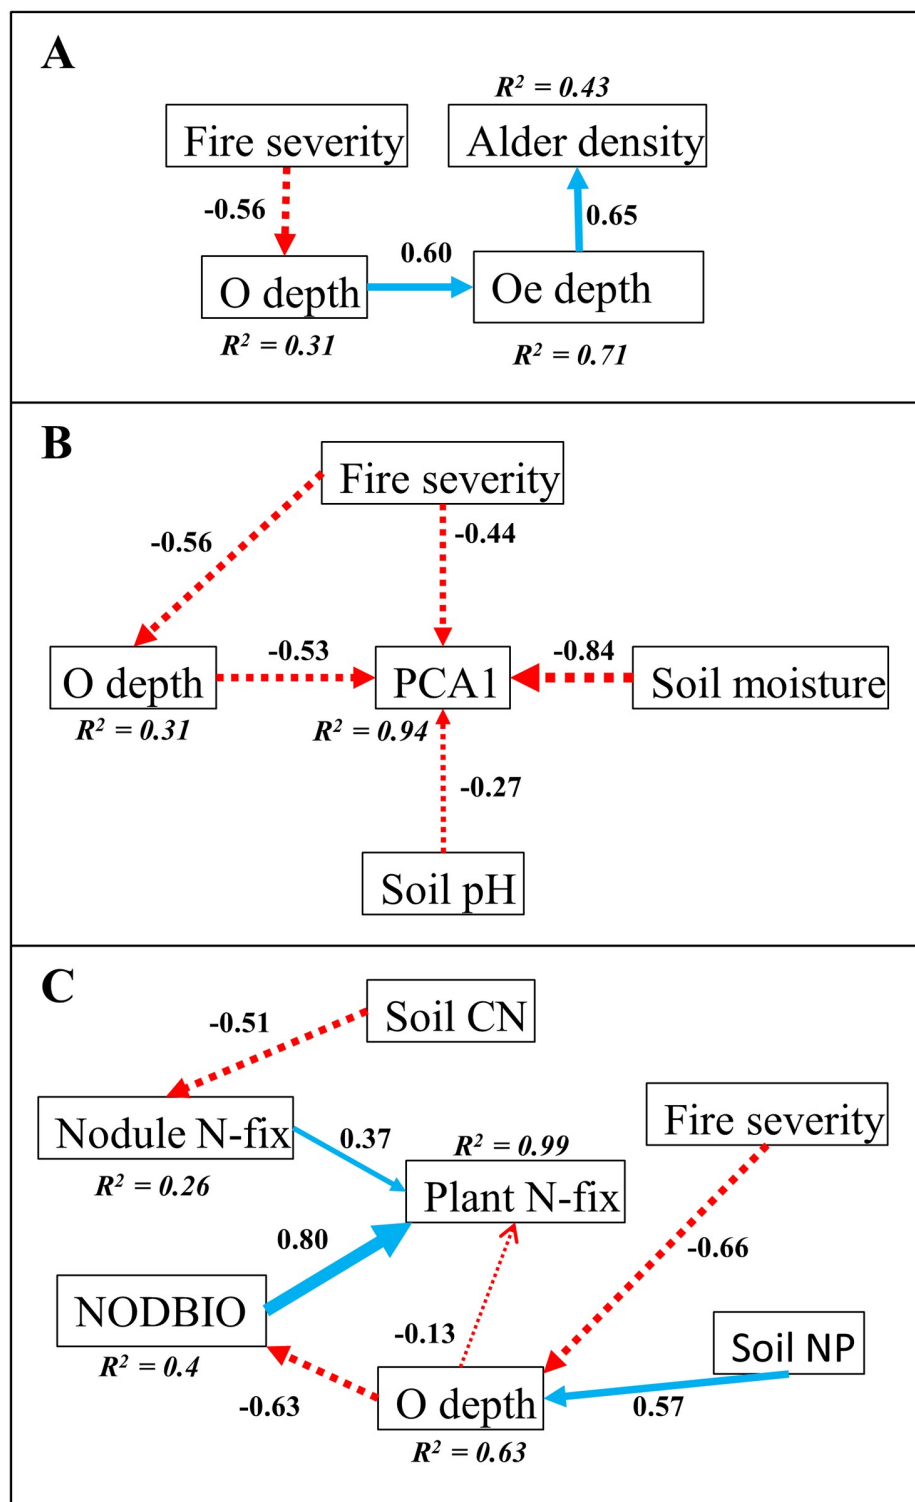 A
R² = 0.43
Fire severity
Alder density
-0.56
0.65
0.60
O depth
Oe depth
R² = 0.31
R² = 0.71
B
Fire severity
-0.56
-0.44
-0.53
-0.84
O depth
PCA1
Soil moisture
R² = 0.31
R² = 0.94
-0.27
Soil pH
C
Soil CN
-0.51
Nodule N-fix
Fire severity
0.37
R² = 0.99
R² = 0.26
Plant N-fix
0.80
-0.66
NODBIO
-0.13
Soil NP
R² = 0.4
-0.63
O depth
0.57
R² = 0.63